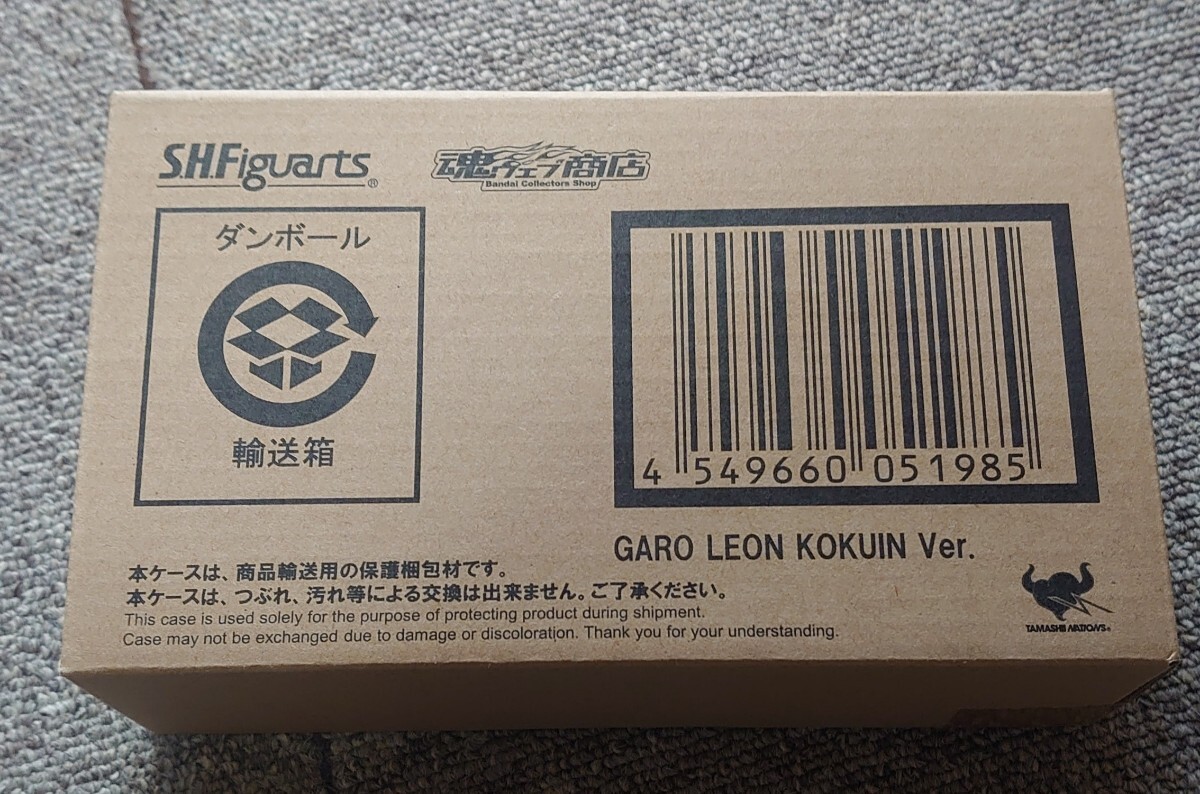 S.H.Figuarts®
魂ウェブ商店
Bandai Collectors Shop
ダンボール
輸送箱
4 549660 051985
GARO LEON KOKUIN Ver.
本ケースは、商品輸送用の保護梱包材です。
本ケースは、つぶれ、汚れ等による交換は出来ません。ご了承ください。
This case is used solely for the purpose of protecting product during shipment.
Case may not be exchanged due to damage or discoloration. Thank you for your understanding.
TAMASHII NATIONS®